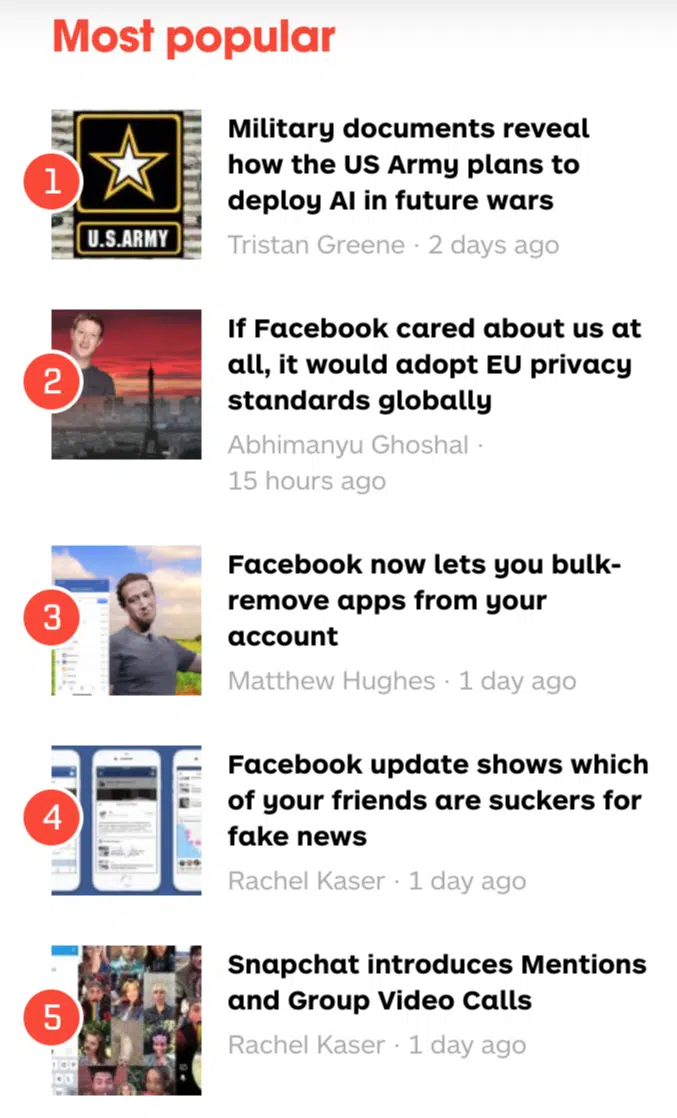 Most popular
1
U.S.ARMY
Military documents reveal
how the US Army plans to
deploy AI in future wars
Tristan Greene · 2 days ago
2
If Facebook cared about us at
all, it would adopt EU privacy
standards globally
Abhimanyu Ghoshal ·
15 hours ago
3
Facebook now lets you bulk-
remove apps from your
account
Matthew Hughes · 1 day ago
4
Facebook update shows which
of your friends are suckers for
fake news
Rachel Kaser · 1 day ago
5
Snapchat introduces Mentions
and Group Video Calls
Rachel Kaser · 1 day ago